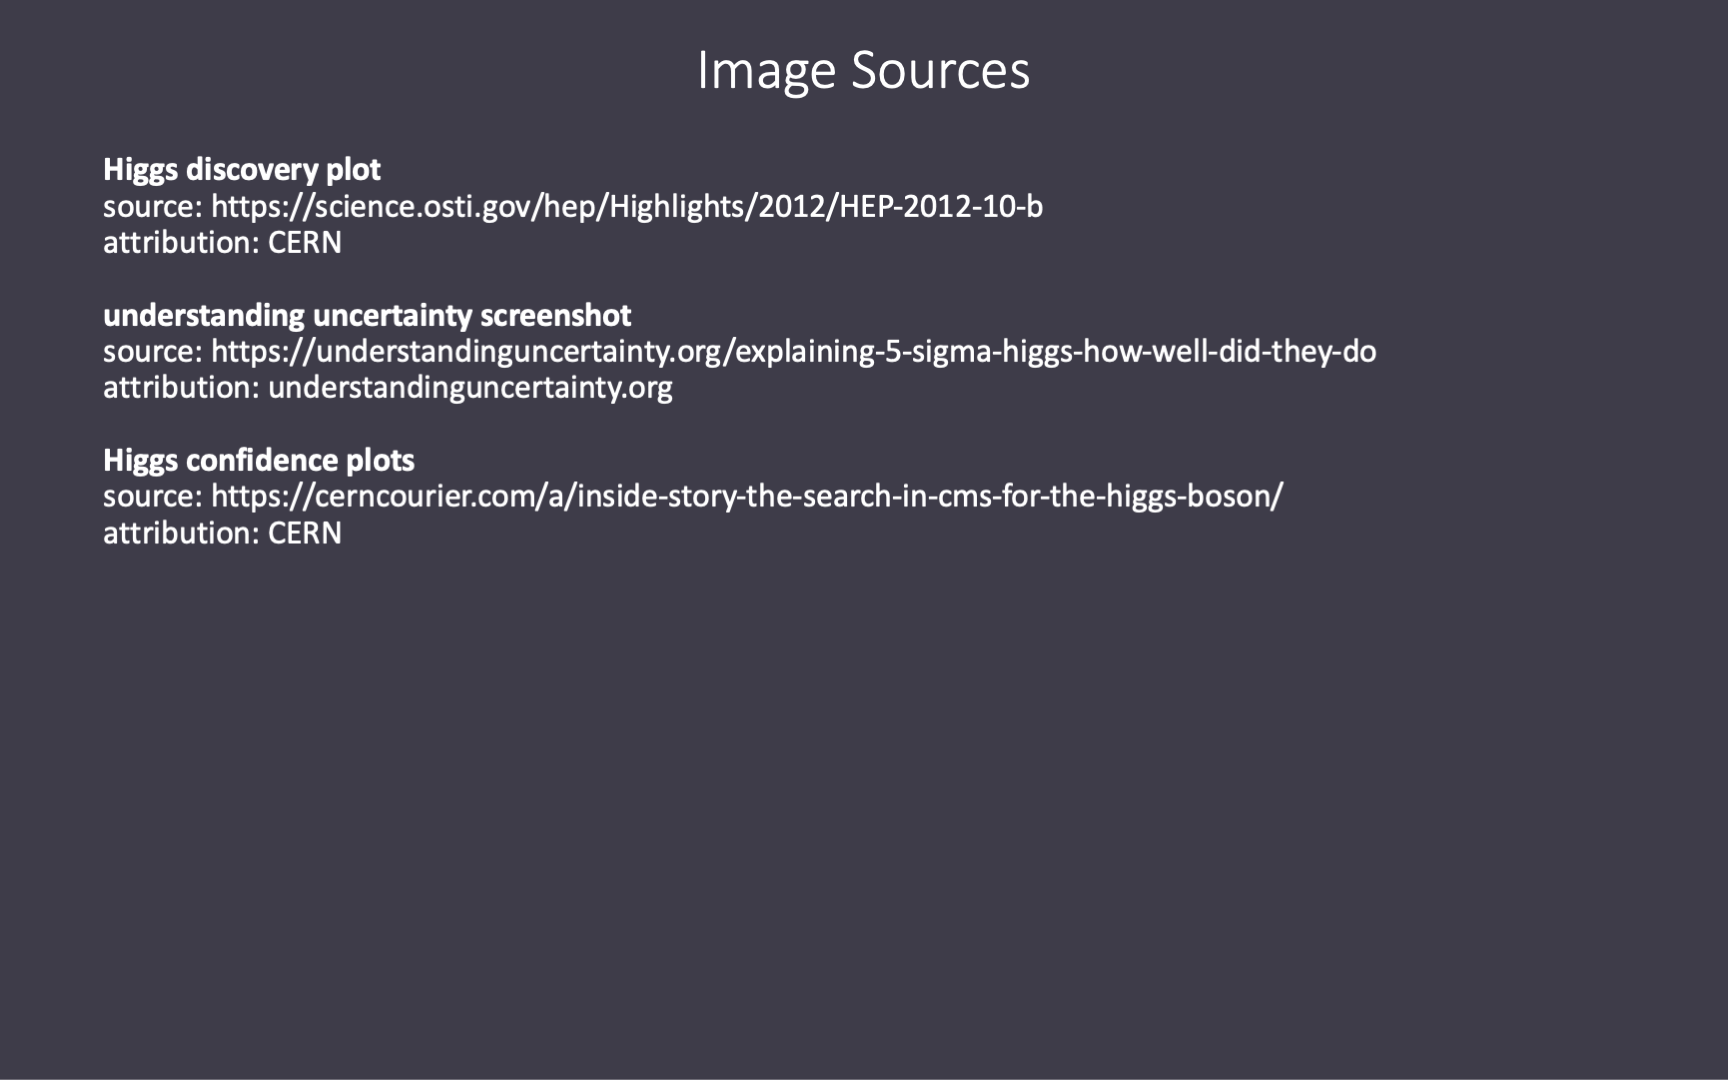 Image Sources
Higgs discovery plot
source: https://science.osti.gov/hep/Highlights/2012/HEP-2012-10-b
attribution: CERN
understanding uncertainty screenshot
source: https://understandinguncertainty.org/explaining-5-sigma-higgs-how-well-did-they-do
attribution: understandinguncertainty.org
Higgs confidence plots
source: https://cerncourier.com/a/inside-story-the-search-in-cms-for-the-higgs-boson/
attribution: CERN